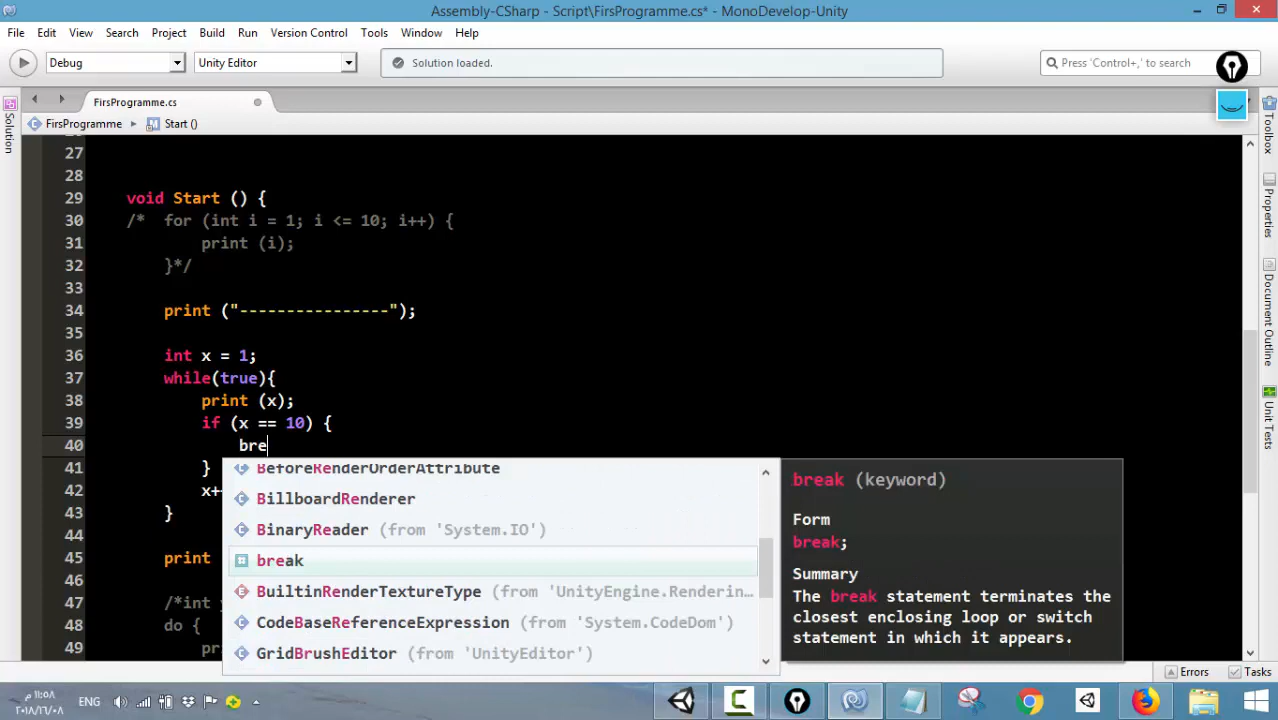 Assembly-CSharp - Script\FirsProgramme.cs* - MonoDevelop-Unity
File Edit View Search Project Build Run Version Control Tools Window Help
Debug Unity Editor Solution loaded. Press 'Control+,' to search
FirsProgramme.cs
FirsProgramme Start ()
Solution
Toolbox
Properties
Document Outline
Unit Tests
27
28
29 void Start () {
30 /* for (int i = 1; i <= 10; i++) {
31 print (i);
32 }*/
33
34 print ("----------------");
35
36 int x = 1;
37 while(true){
38 print (x);
39 if (x == 10) {
40 bre
41 }
42 x+
43 }
44
45 print
46
47 /*int
48 do {
49
BeforeRenderOrderAttribute
BillboardRenderer
BinaryReader (from 'System.IO')
break
BuiltinRenderTextureType (from 'UnityEngine.Renderin...
CodeBaseReferenceExpression (from 'System.CodeDom')
GridBrushEditor (from 'UnityEditor')
break (keyword)
Form
break;
Summary
The break statement terminates the
closest enclosing loop or switch
statement in which it appears.
Errors Tasks
ENG
١١:٥٨ م
٢٠١٨/٦/٠٨